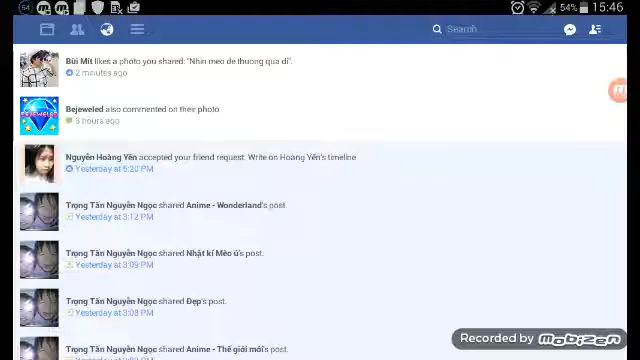 64
54% 15:46
Search
Bùi Mít likes a photo you shared: "Nhìn mèo dễ thương quá đi".
2 minutes ago
BEJEWELED
Bejeweled also commented on their photo.
3 hours ago
Nguyễn Hoàng Yến accepted your friend request. Write on Hoàng Yến's timeline
Yesterday at 5:20 PM
Trọng Tấn Nguyễn Ngọc shared Anime - Wonderland's post.
Yesterday at 3:12 PM
Trọng Tấn Nguyễn Ngọc shared Nhật kí Mèo ú's post.
Yesterday at 3:09 PM
Trọng Tấn Nguyễn Ngọc shared Đẹp's post.
Yesterday at 3:08 PM
Trọng Tấn Nguyễn Ngọc shared Anime - Thế giới mới's post.
Recorded by Mobizen